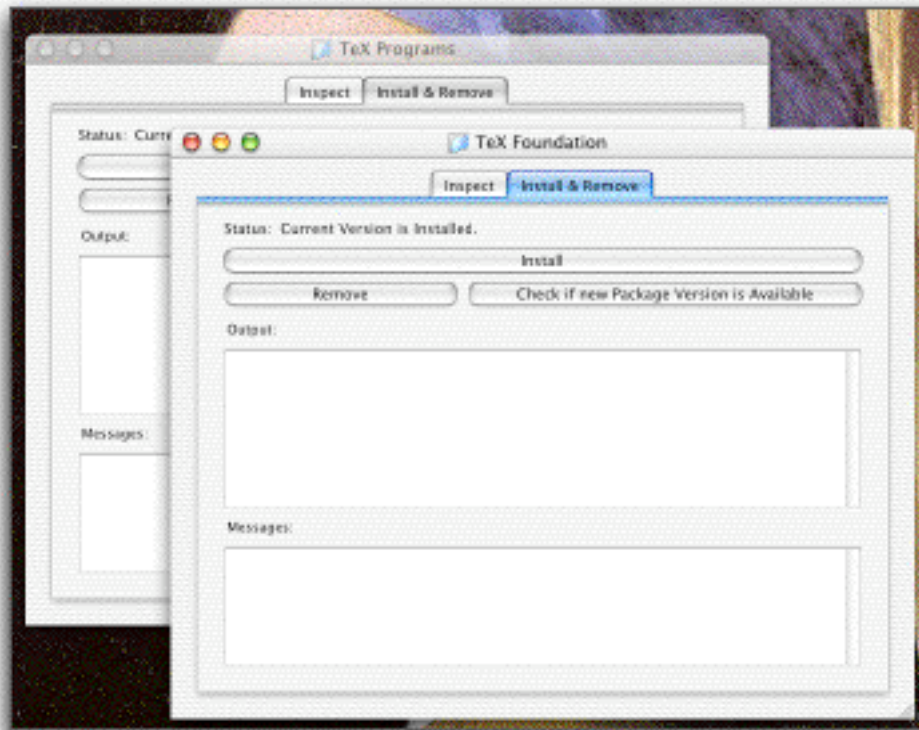 TeX Programs
Inspect Install & Remove
Status: Curre
Output:
Messages:
TeX Foundation
Inspect Install & Remove
Status: Current Version is Installed.
Install
Remove Check if new Package Version is Available
Output:
Messages: